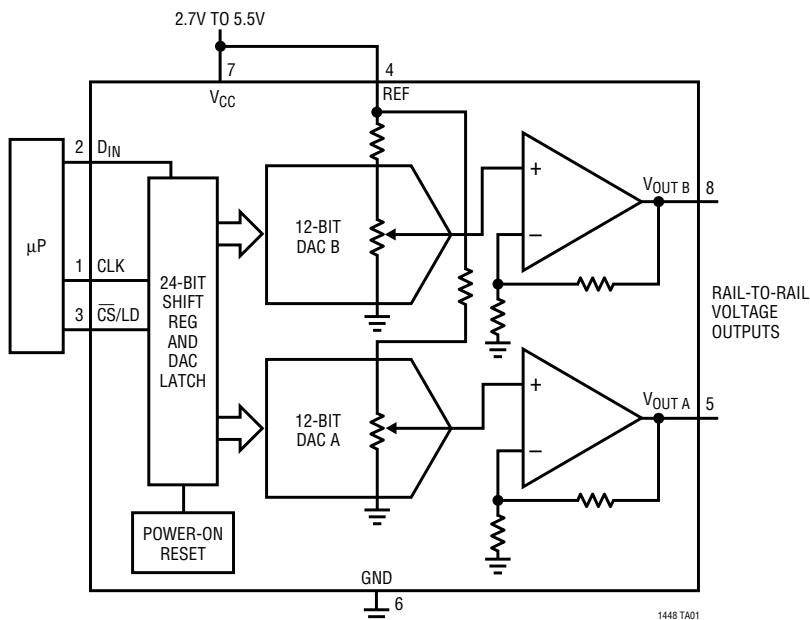 2.7V TO 5.5V
7
4
VCC
REF
2
DIN
µP
1
CLK
3
CS/LD
24-BIT
SHIFT
REG
AND
DAC
LATCH
12-BIT
DAC B
+
–
VOUT B
8
RAIL-TO-RAIL
VOLTAGE
OUTPUTS
12-BIT
DAC A
+
–
VOUT A
5
POWER-ON
RESET
GND
6
1448 TA01